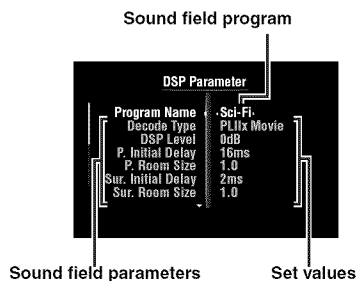 Sound field program
DSP Parameter
Program Name ·Sci-Fi·
Decode Type PLIIx Movie
DSP Level 0dB
P. Initial Delay 16ms
P. Room Size 1.0
Sur. Initial Delay 2ms
Sur. Room Size 1.0
Sound field parameters Set values